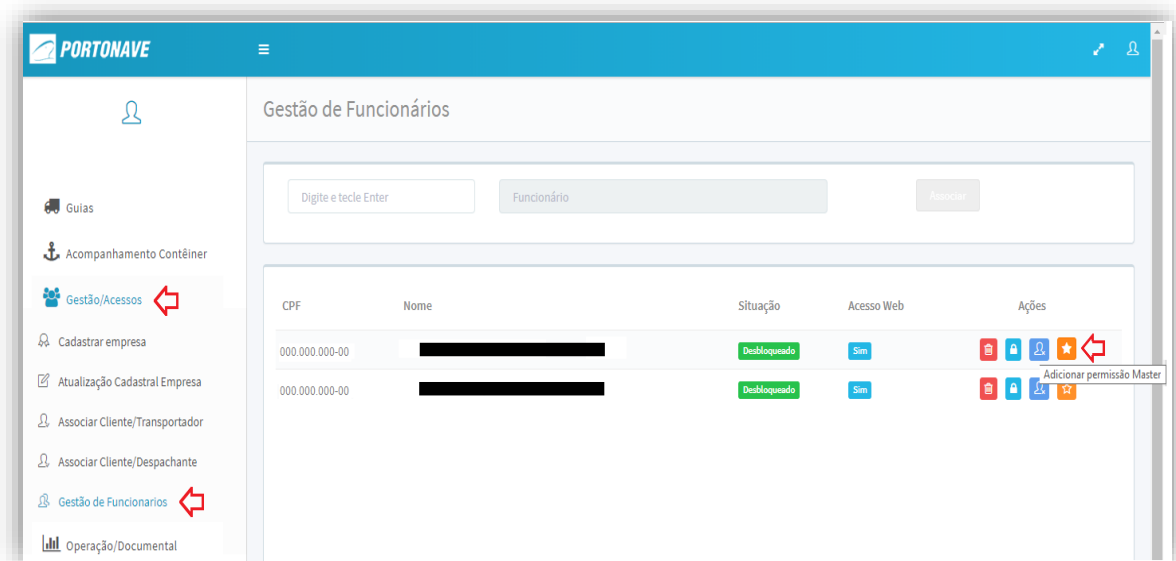 PORTONAVE
Gestão de Funcionários
Guias
Acompanhamento Contêiner
Gestão/Acessos
Cadastrar empresa
Atualização Cadastral Empresa
Associar Cliente/Transportador
Associar Cliente/Despachante
Gestão de Funcionarios
Operação/Documental
Digite e tecle Enter Funcionário Associar
CPF Nome Situação Acesso Web Ações
000.000.000-00 Desbloqueado Sim
Adicionar permissão Master
000.000.000-00 Desbloqueado Sim